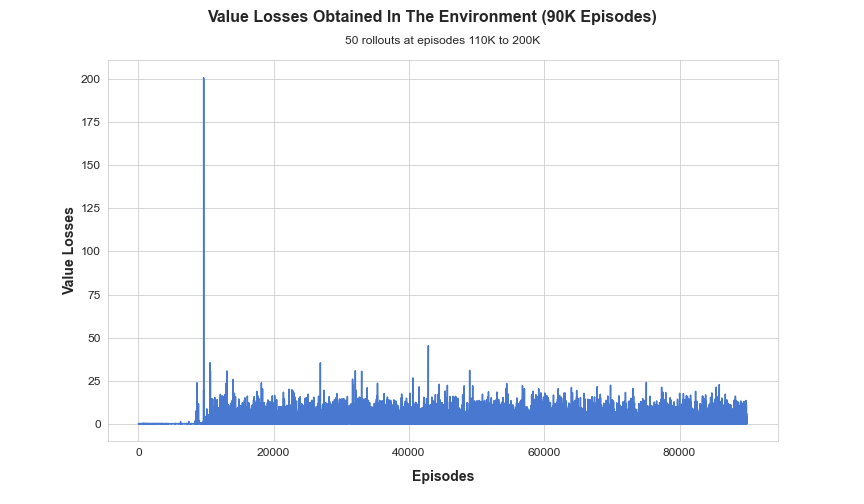 Value Losses Obtained In The Environment (90K Episodes)
50 rollouts at episodes 110K to 200K
200
175
150
125
100
75
50
25
0
Value Losses
0 20000 40000 60000 80000
Episodes